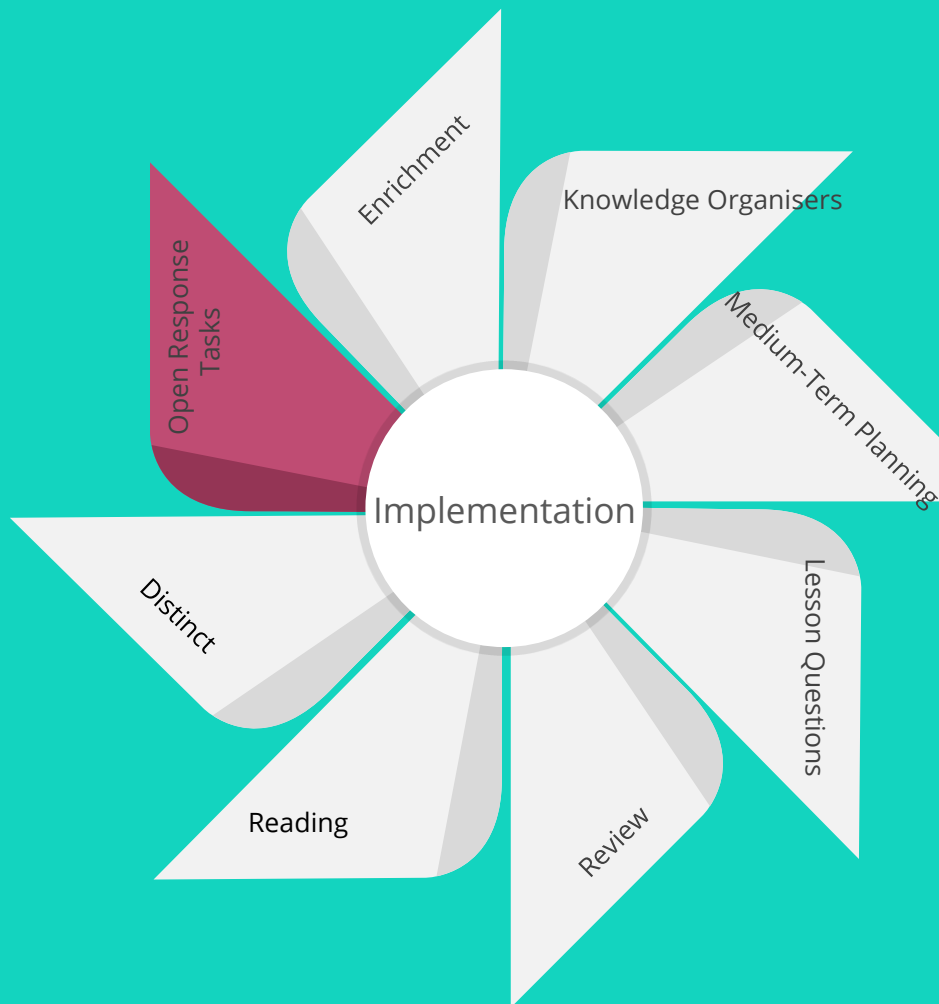 Enrichment
Knowledge Organisers
Medium-Term Planning
Open Response
Tasks
Implementation
Lesson Questions
Distinct
Reading
Review